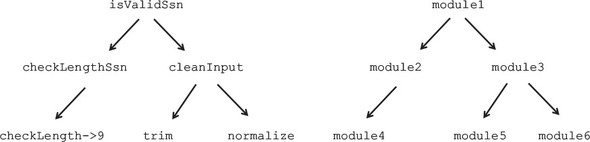 isValidSsn module1
checkLengthSsn cleanInput module2 module3
checkLength->9 trim normalize module4 module5 module6